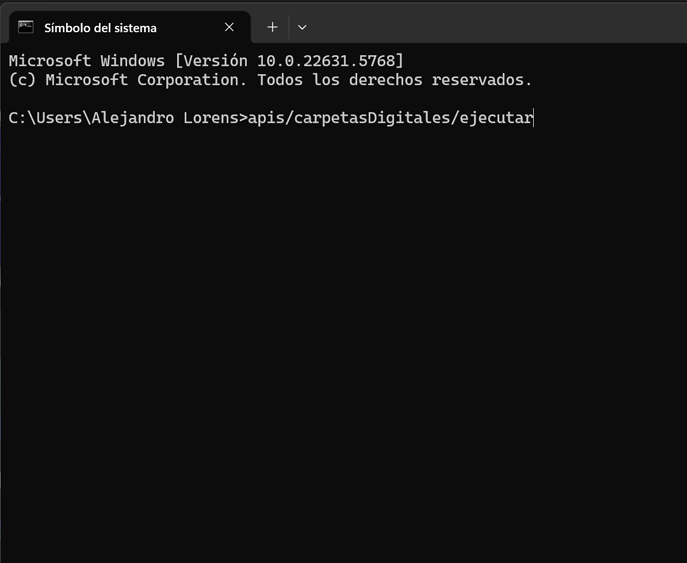 Símbolo del sistema
Microsoft Windows [Versión 10.0.22631.5768]
(c) Microsoft Corporation. Todos los derechos reservados.
C:\Users\Alejandro Lorens>apis/carpetasDigitales/ejecutar